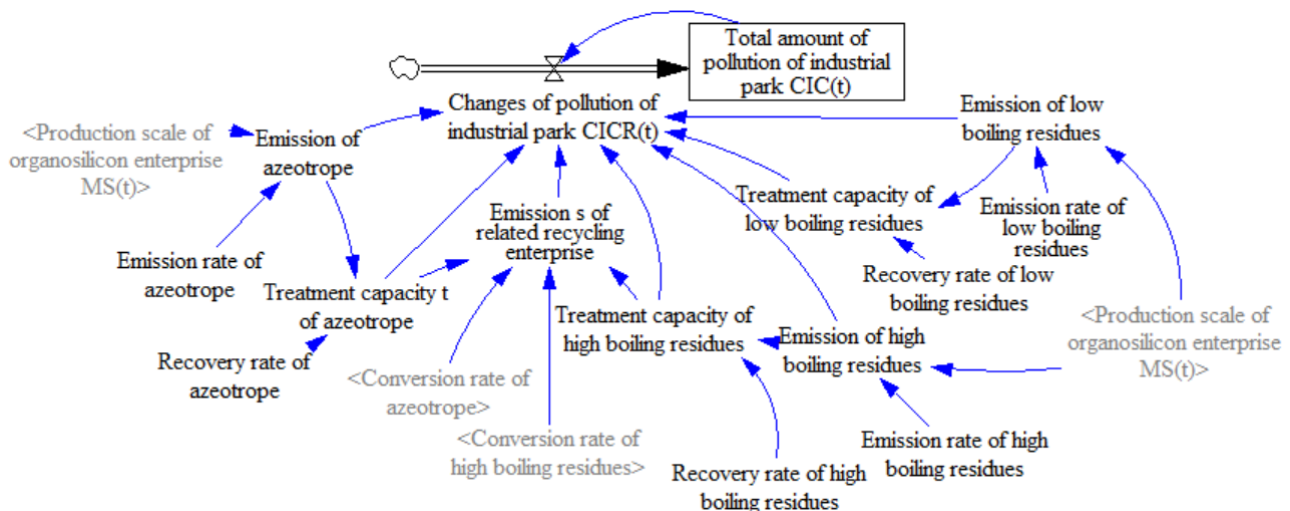 Total amount of
pollution of industrial
park CIC(t)
Changes of pollution of
industrial park CICR(t)
Emission of low
boiling residues
<Production scale of
organosilicon enterprise
MS(t)>
Emission of
azeotrope
Treatment capacity of
low boiling residues
Emission rate of
low boiling
residues
Emission s of
related recycling
enterprise
Emission rate of
azeotrope
Recovery rate of low
boiling residues
Treatment capacity t
of azeotrope
Treatment capacity of
high boiling residues
Emission of high
boiling residues
<Production scale of
organosilicon enterprise
MS(t)>
Recovery rate of
azeotrope
<Conversion rate of
azeotrope>
<Conversion rate of
high boiling residues>
Emission rate of high
boiling residues
Recovery rate of high
boiling residues